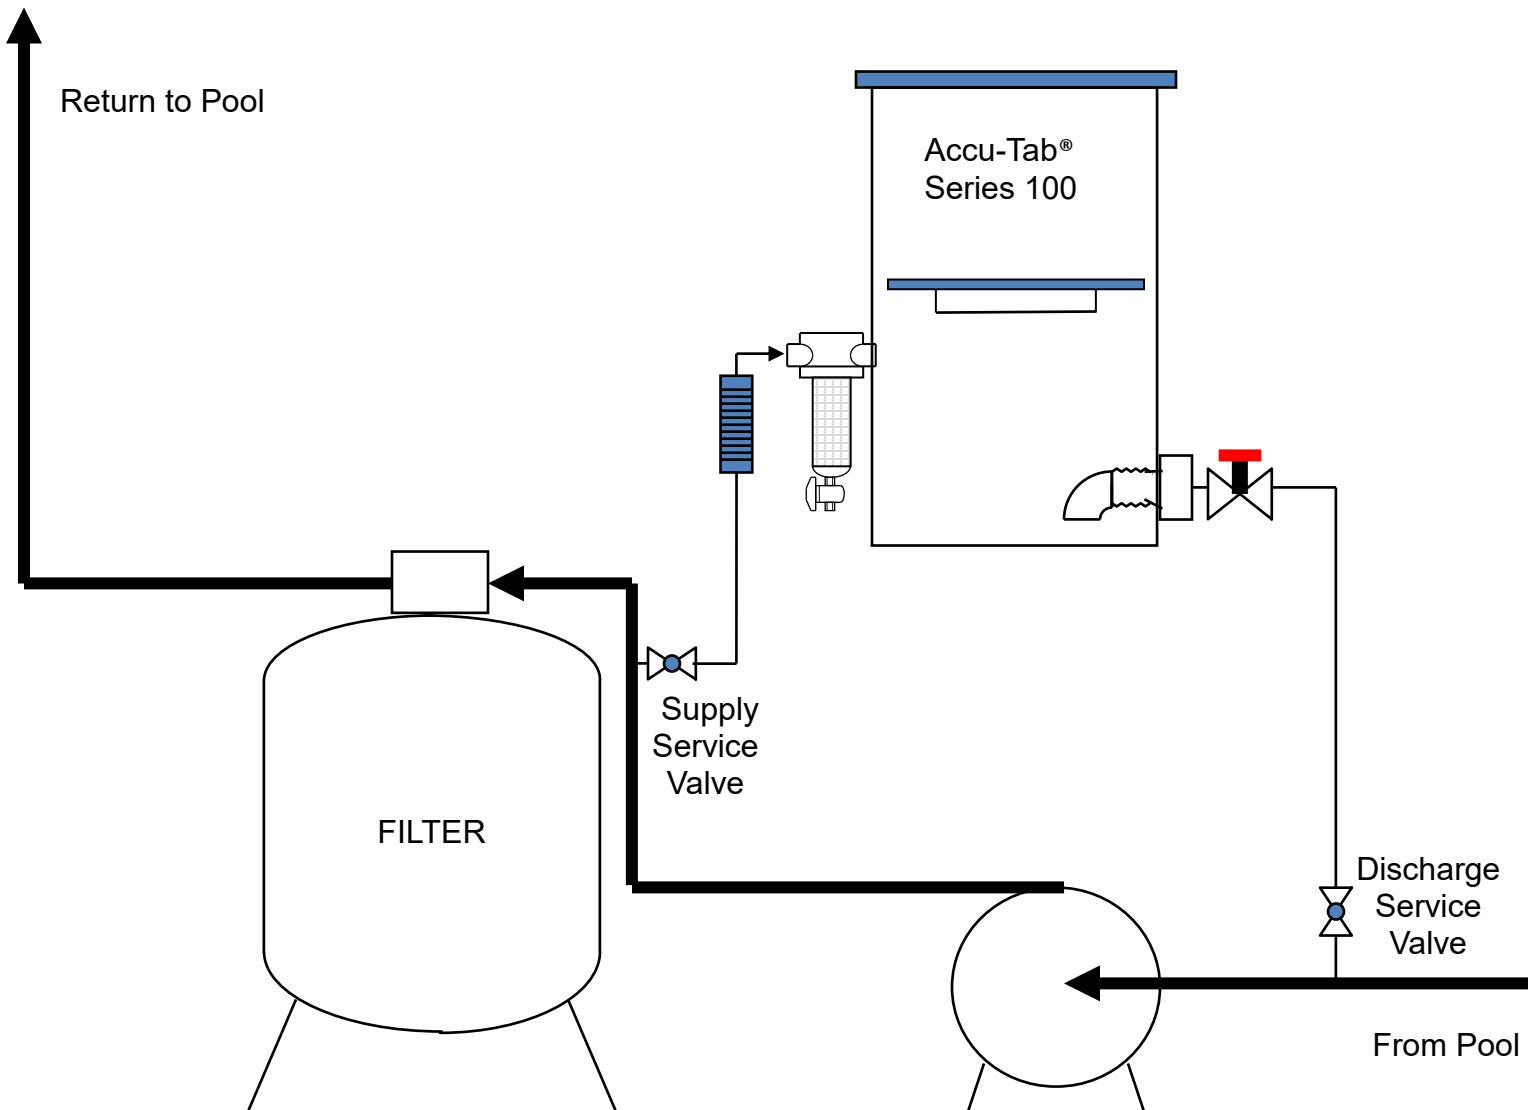 Return to Pool
Accu-Tab®
Series 100
Supply
Service
Valve
FILTER
Discharge
Service
Valve
From Pool